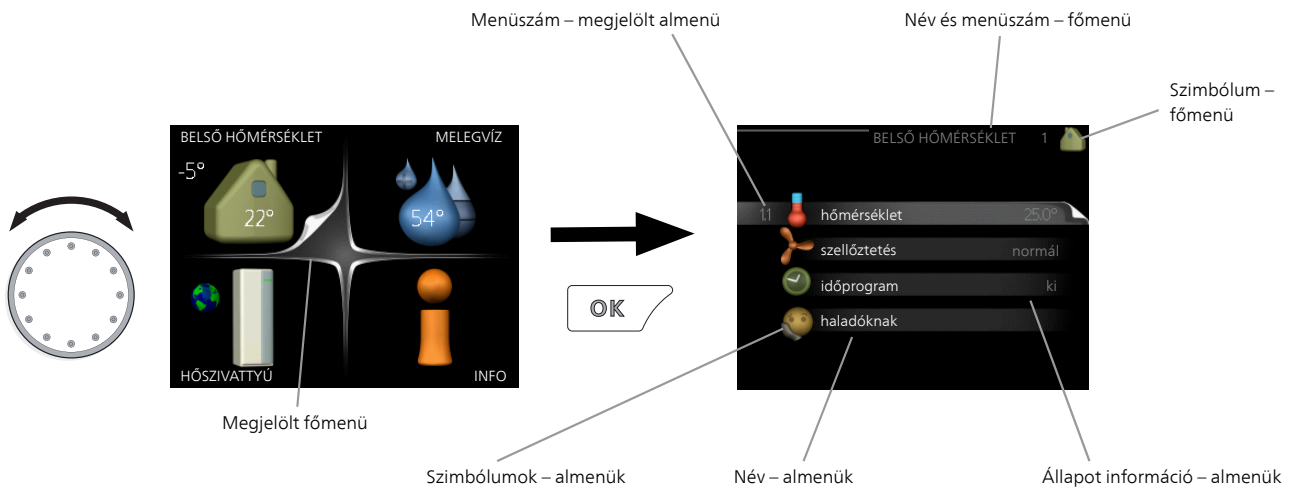 Menüszám – megjelölt almenü
Név és menüszám – főmenü
Szimbólum –
főmenü
BELSŐ HŐMÉRSÉKLET
MELEGVÍZ
-5°
22°
54°
HŐSZIVATTYÚ
INFO
Megjelölt főmenü
OK
BELSŐ HŐMÉRSÉKLET 1
1.1 hőmérséklet 25.0°
szellőztetés normál
időprogram ki
haladóknak
Szimbólumok – almenük
Név – almenük
Állapot információ – almenük